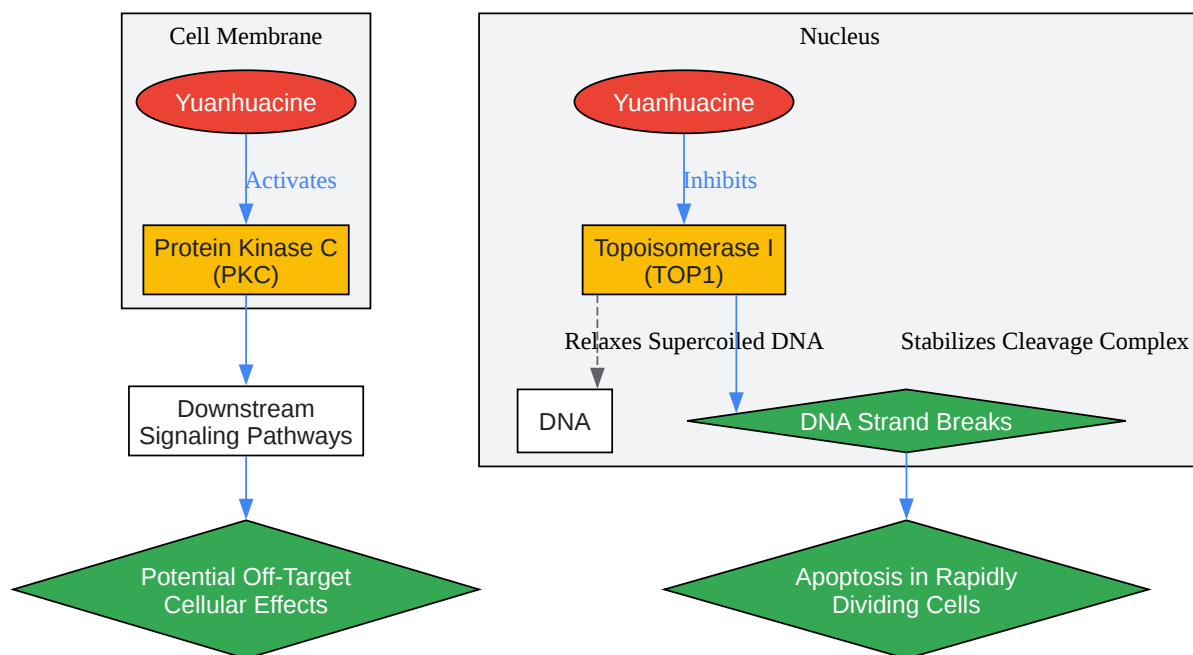 Cell Membrane
Yuanhuacine
Activates
Protein Kinase C
(PKC)
Downstream
Signaling Pathways
Potential Off-Target
Cellular Effects
Nucleus
Yuanhuacine
Inhibits
Topoisomerase I
(TOP1)
Relaxes Supercoiled DNA
Stabilizes Cleavage Complex
DNA
DNA Strand Breaks
Apoptosis in Rapidly
Dividing Cells